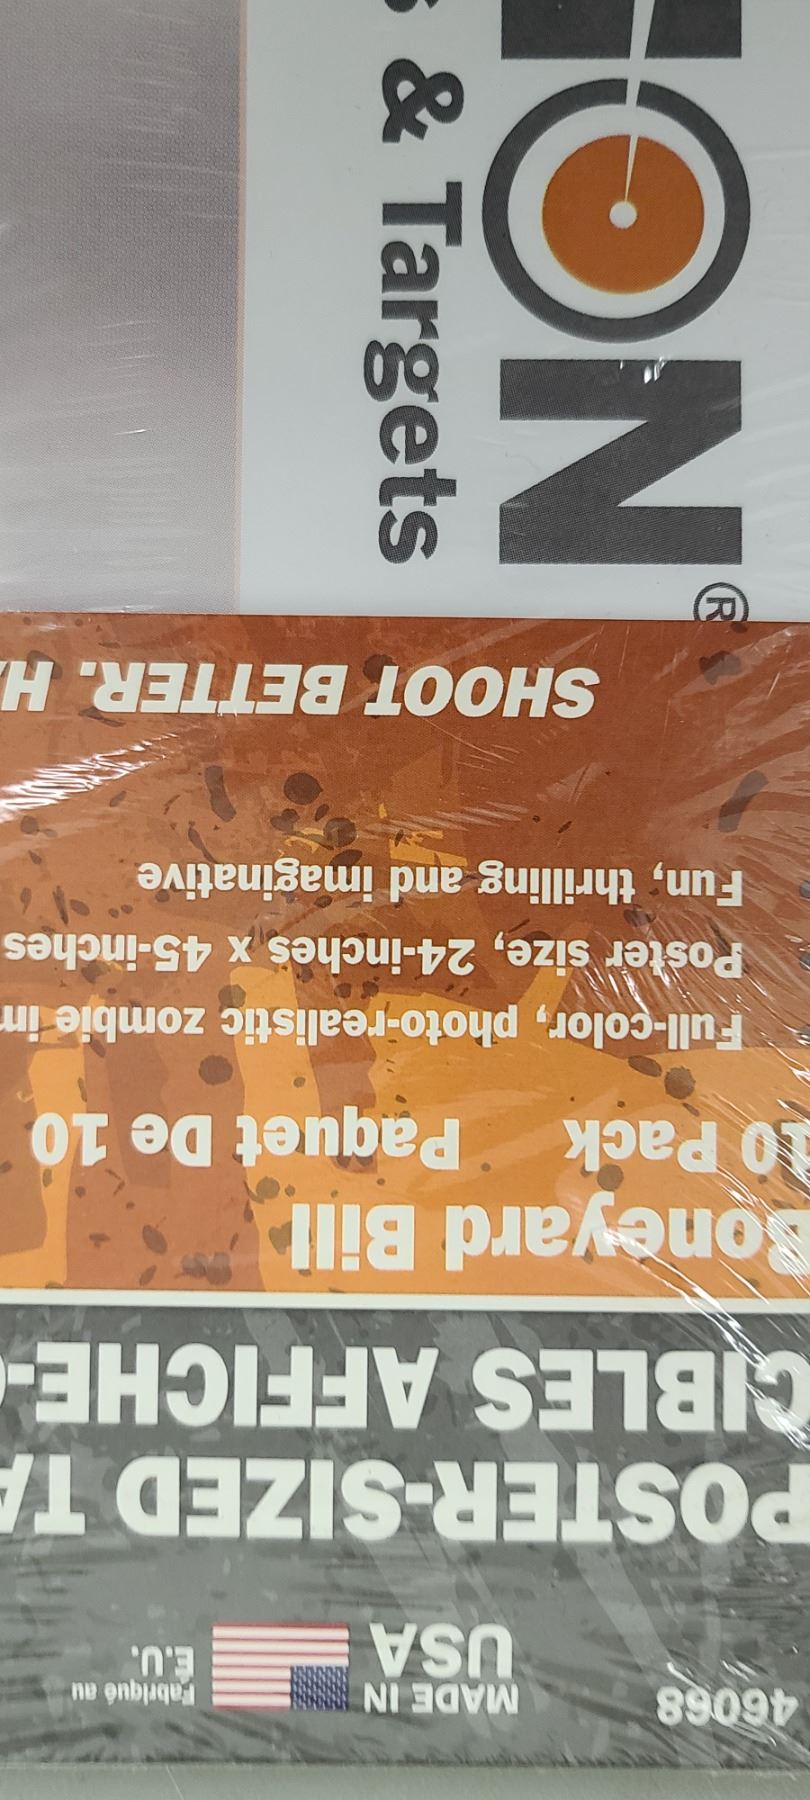 46068
MADE IN
USA
Fabriqué au
É.U.
POSTER-SIZED TA
CIBLES AFFICHE-
Boneyard Bill
10 Pack Paquet De 10
Full-color, photo-realistic zombie im
Poster size, 24-inches x 45-inches
Fun, thrilling and imaginative
SHOOT BETTER. H
ON®
& Targets